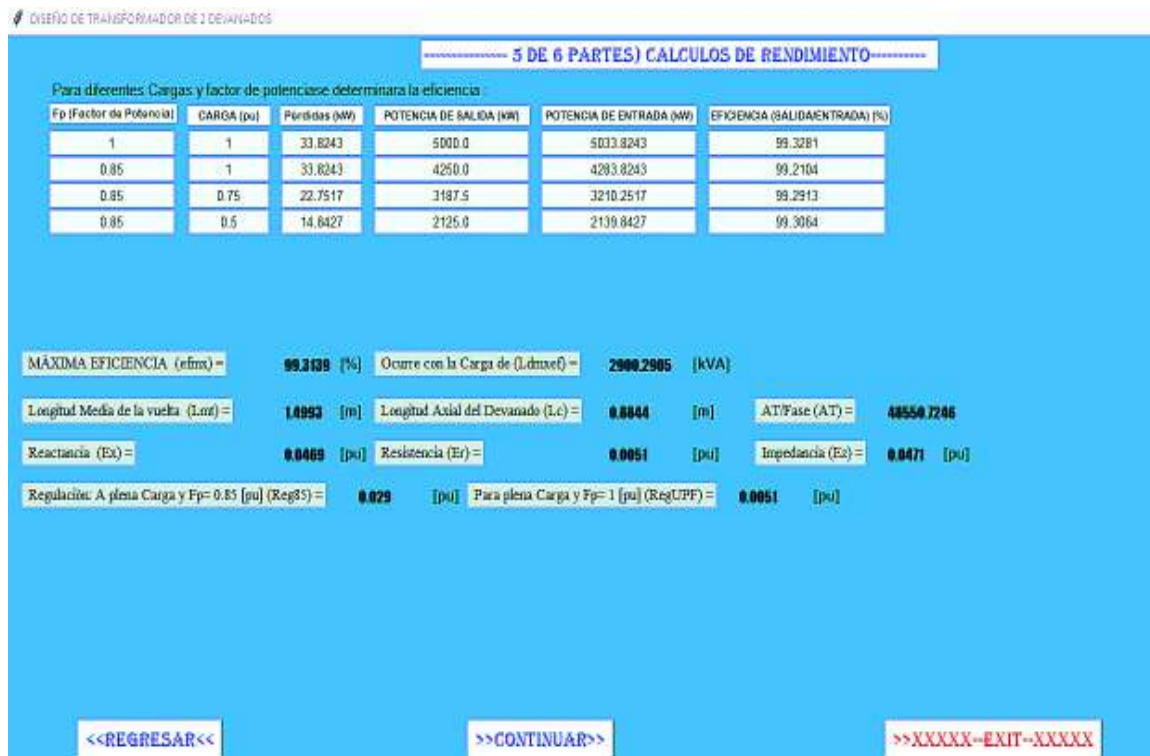 DISEÑO DE TRANSFORMADOR DE 2 DEVANADOS
--------------- 5 DE 6 PARTES) CALCULOS DE RENDIMIENTO----------
Para diferentes Cargas y factor de potenciase determinara la eficiencia :
Fp (Factor de Potencia) CARGA (pu) Perdidas (kW) POTENCIA DE SALIDA (kW) POTENCIA DE ENTRADA (kW) EFICIENCIA (SALIDA/ENTRADA) (%)
1 1 33.8243 5000.0 5033.8243 99.3281
0.85 1 33.8243 4250.0 4283.8243 99.2104
0.85 0.75 22.7517 3187.5 3210.2517 99.2913
0.85 0.5 14.8427 2125.0 2139.8427 99.3064
MÁXIMA EFICIENCIA (efmx) = 99.3139 [%] Ocurre con la Carga de (Ldmxef) = 2900.2905 [kVA]
Longitud Media de la vuelta (Lmt) = 1.4993 [m] Longitud Axial del Devanado (Lc) = 0.6844 [m] AT/Fase (AT) = 48550.7246
Reactancia (Ex) = 0.0469 [pu] Resistencia (Er) = 0.0051 [pu] Impedancia (Ez) = 0.0471 [pu]
Regulación: A plena Carga y Fp= 0.85 [pu] (Reg85) = 0.029 [pu] Para plena Carga y Fp= 1 [pu] (RegUPF) = 0.0051 [pu]
<<REGRESAR<< >>CONTINUAR>> >>XXXXX--EXIT--XXXXX